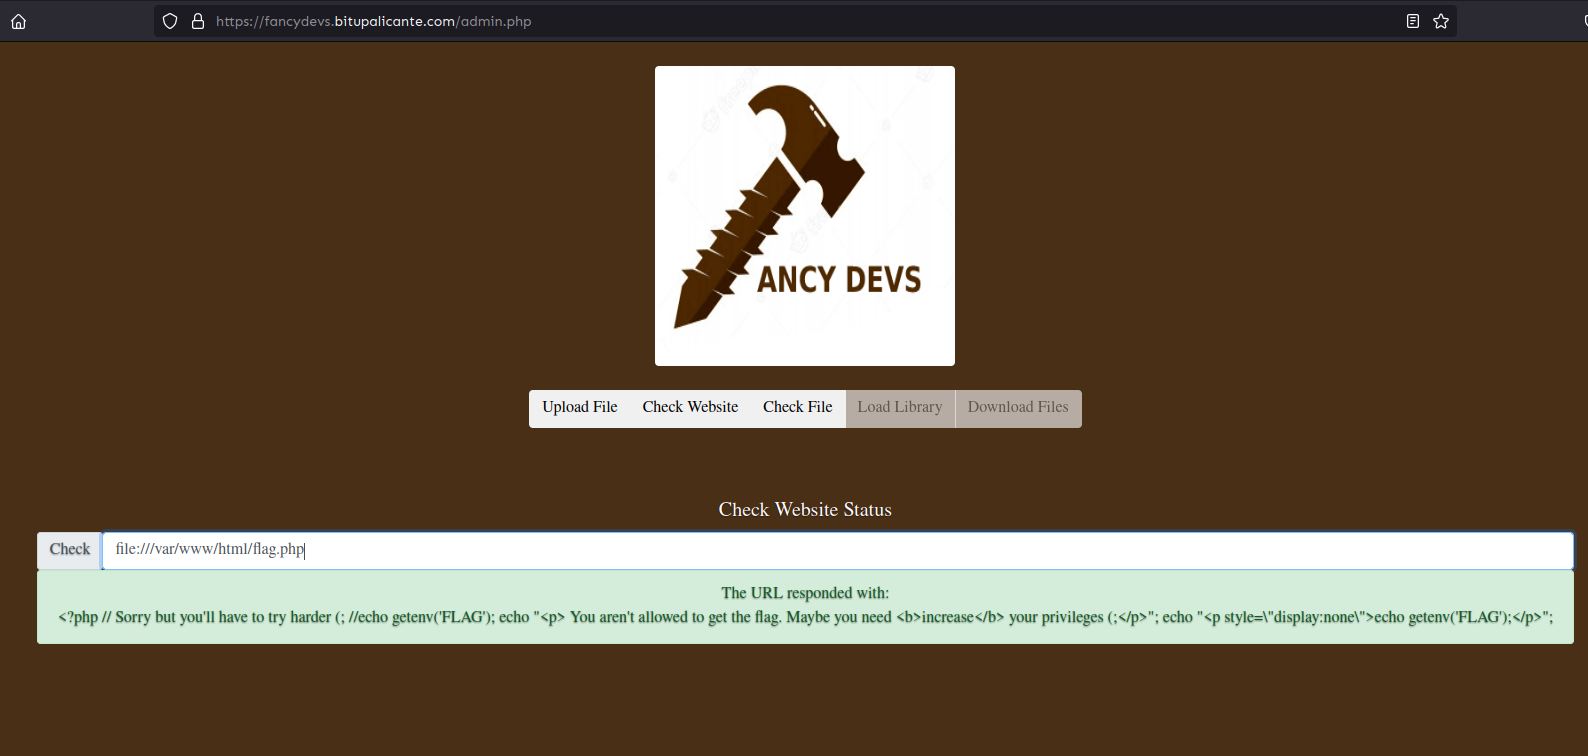 https://fancydevs.bitupalicante.com/admin.php
ANCY DEVS
Upload File Check Website Check File Load Library Download Files
Check Website Status
Check file:///var/www/html/flag.php
The URL responded with:
<?php // Sorry but you'll have to try harder (; //echo getenv('FLAG'); echo "<p> You aren't allowed to get the flag. Maybe you need <b>increase</b> your privileges (;</p>"; echo "<p style=\"display:none\">echo getenv('FLAG');</p>";